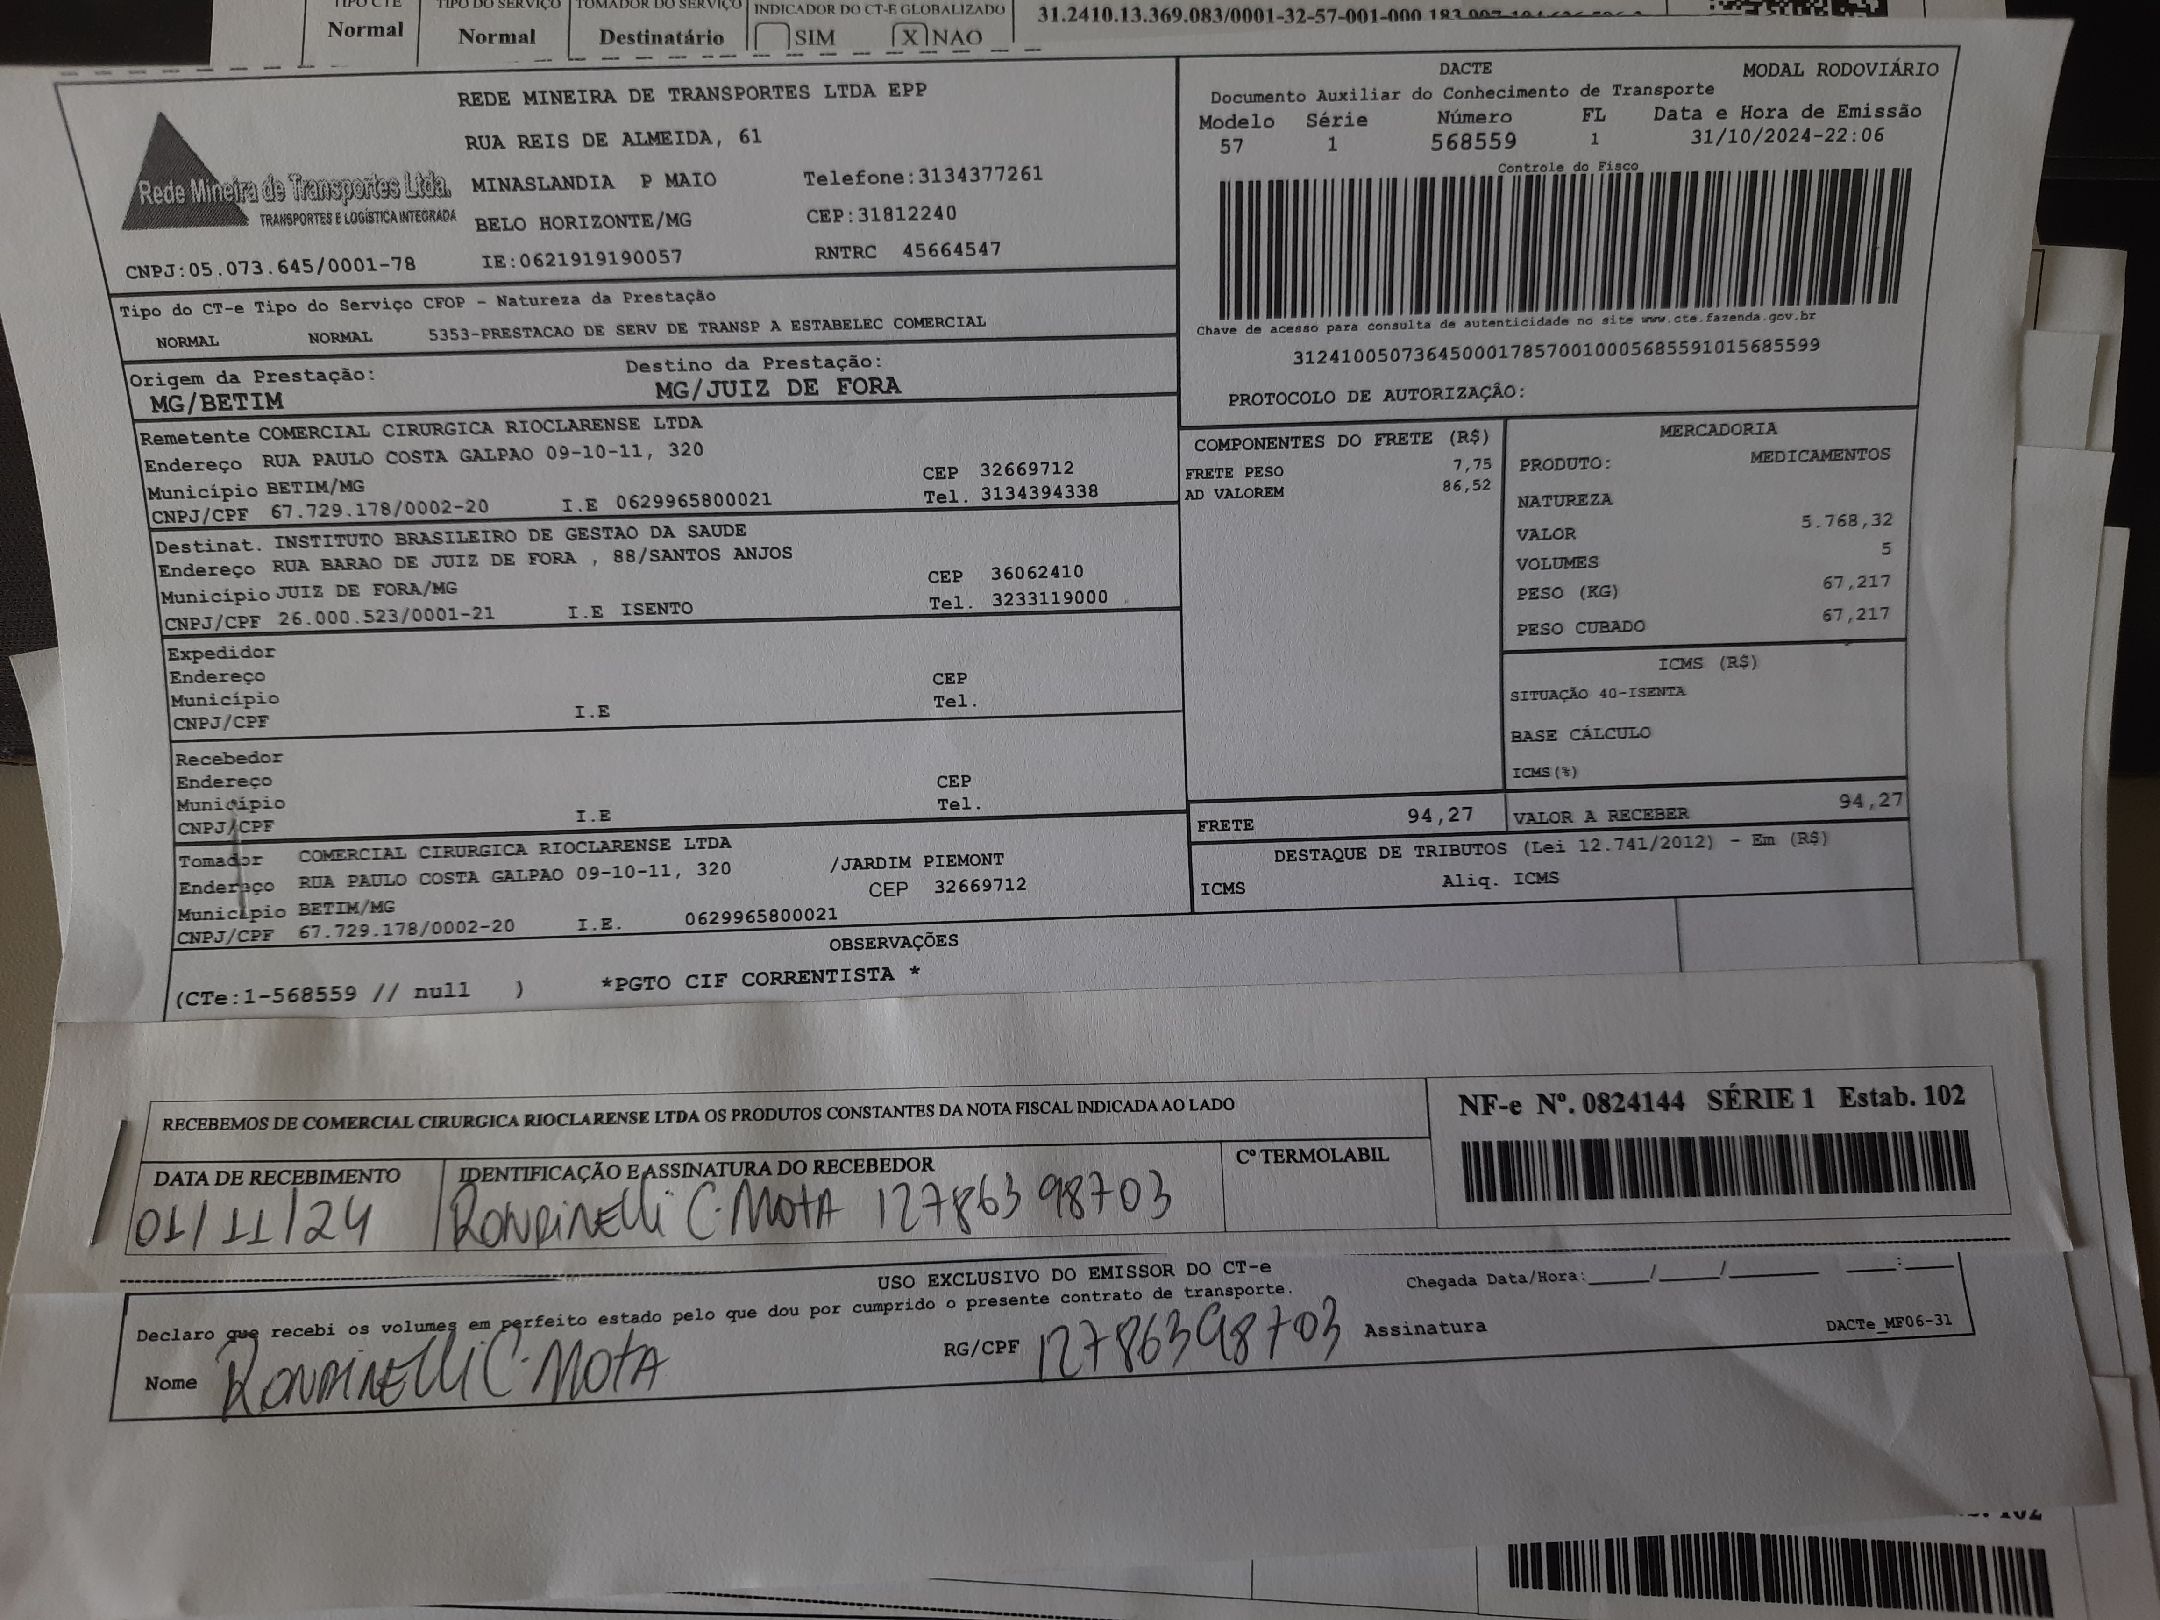 TIPO CTE TIPO DO SERVIÇO TOMADOR DO SERVIÇO INDICADOR DO CT-E GLOBALIZADO
Normal Normal Destinatário SIM X NAO
31.2410.13.369.083/0001-32-57-001-000
REDE MINEIRA DE TRANSPORTES LTDA EPP
RUA REIS DE ALMEIDA, 61
Rede Mineira de Transportes Ltda.
TRANSPORTES E LOGÍSTICA INTEGRADA
MINASLANDIA P MAIO Telefone:3134377261
BELO HORIZONTE/MG CEP:31812240
CNPJ:05.073.645/0001-78 IE:0621919190057 RNTRC 45664547
DACTE MODAL RODOVIÁRIO
Documento Auxiliar do Conhecimento de Transporte
Modelo Série Número FL Data e Hora de Emissão
57 1 568559 1 31/10/2024-22:06
Controle do Fisco
Chave de acesso para consulta de autenticidade no site www.cte.fazenda.gov.br
31241005073645000178570010005685591015685599
PROTOCOLO DE AUTORIZAÇÃO:
Tipo do CT-e Tipo do Serviço CFOP - Natureza da Prestação
NORMAL NORMAL 5353-PRESTACAO DE SERV DE TRANSP A ESTABELEC COMERCIAL
Origem da Prestação: Destino da Prestação:
MG/BETIM MG/JUIZ DE FORA
Remetente COMERCIAL CIRURGICA RIOCLARENSE LTDA
Endereço RUA PAULO COSTA GALPAO 09-10-11, 320
Município BETIM/MG CEP 32669712
CNPJ/CPF 67.729.178/0002-20 I.E 0629965800021 Tel. 3134394338
Destinat. INSTITUTO BRASILEIRO DE GESTAO DA SAUDE
Endereço RUA BARAO DE JUIZ DE FORA , 88/SANTOS ANJOS
Município JUIZ DE FORA/MG CEP 36062410
CNPJ/CPF 26.000.523/0001-21 I.E ISENTO Tel. 3233119000
Expedidor
Endereço CEP
Município Tel.
CNPJ/CPF I.E
Recebedor
Endereço CEP
Município Tel.
CNPJ/CPF I.E
Tomador COMERCIAL CIRURGICA RIOCLARENSE LTDA
Endereço RUA PAULO COSTA GALPAO 09-10-11, 320 /JARDIM PIEMONT
Município BETIM/MG CEP 32669712
CNPJ/CPF 67.729.178/0002-20 I.E. 0629965800021
COMPONENTES DO FRETE (R$)
FRETE PESO 7,75
AD VALOREM 86,52
MERCADORIA
PRODUTO: MEDICAMENTOS
NATUREZA
VALOR 5.768,32
VOLUMES 5
PESO (KG) 67,217
PESO CUBADO 67,217
ICMS (R$)
SITUAÇÃO 40-ISENTA
BASE CÁLCULO
ICMS(%)
FRETE 94,27 VALOR A RECEBER 94,27
DESTAQUE DE TRIBUTOS (Lei 12.741/2012) - Em (R$)
ICMS Aliq. ICMS
OBSERVAÇÕES
(CTe:1-568559 // null ) *PGTO CIF CORRENTISTA *
RECEBEMOS DE COMERCIAL CIRURGICA RIOCLARENSE LTDA OS PRODUTOS CONSTANTES DA NOTA FISCAL INDICADA AO LADO
NF-e Nº. 0824144 SÉRIE 1 Estab. 102
DATA DE RECEBIMENTO IDENTIFICAÇÃO E ASSINATURA DO RECEBEDOR Cº TERMOLABIL
01/11/24 RONDINELLI C. MOTA 12786398703
USO EXCLUSIVO DO EMISSOR DO CT-e
Chegada Data/Hora:____/____/______ ___:___
Declaro que recebi os volumes em perfeito estado pelo que dou por cumprido o presente contrato de transporte.
Nome RONDINELLI C. MOTA RG/CPF 12786398703 Assinatura
DACTe_MF06-31